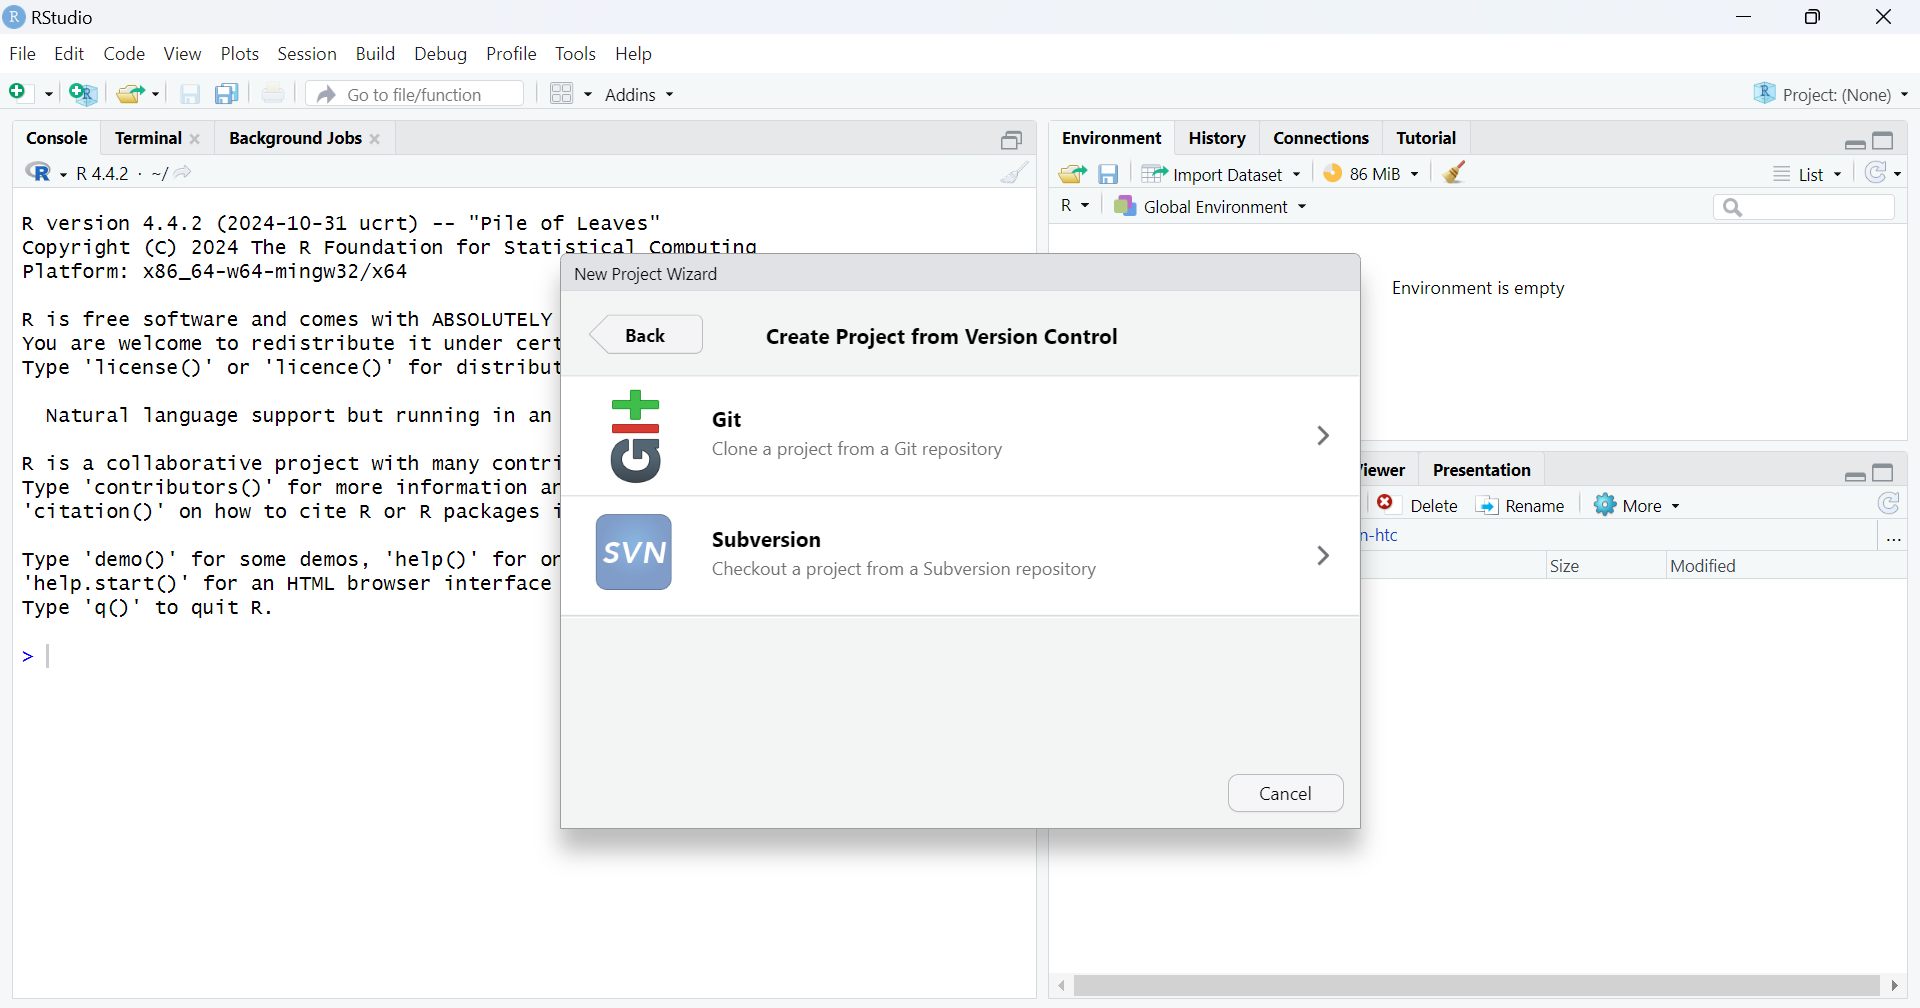 RStudio
File Edit Code View Plots Session Build Debug Profile Tools Help
Go to file/function
Addins
Project: (None)
Console Terminal Background Jobs
R 4.4.2 · ~/
R version 4.4.2 (2024-10-31 ucrt) -- "Pile of Leaves"
Copyright (C) 2024 The R Foundation for Statistical Computing
Platform: x86_64-w64-mingw32/x64
R is free software and comes with ABSOLUTELY
You are welcome to redistribute it under cert
Type 'license()' or 'licence()' for distribut
Natural language support but running in an
R is a collaborative project with many contri
Type 'contributors()' for more information an
'citation()' on how to cite R or R packages i
Type 'demo()' for some demos, 'help()' for on
'help.start()' for an HTML browser interface
Type 'q()' to quit R.
>
New Project Wizard
Back
Create Project from Version Control
Git
Git
Clone a project from a Git repository
SVN
Subversion
Checkout a project from a Subversion repository
Cancel
Environment History Connections Tutorial
Import Dataset 86 MiB List
R Global Environment
Environment is empty
iewer Presentation
Delete Rename More
n-htc ...
Size Modified